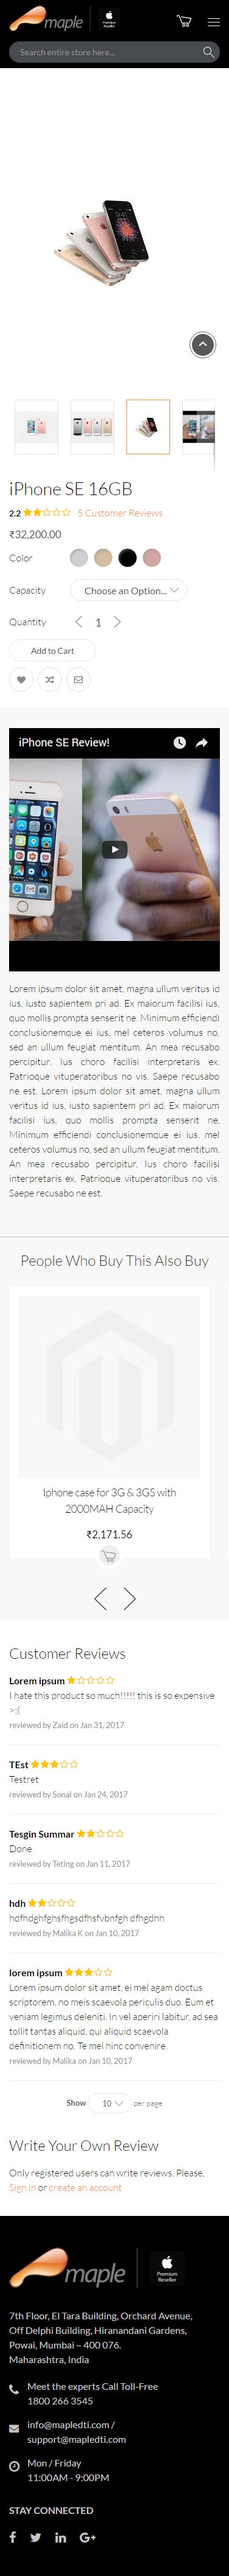 maple
Premium
Reseller
Search entire store here...
iPhone SE 16GB
2.2 5 Customer Reviews
₹32,200.00
Color
Capacity Choose an Option...
Quantity 1
Add to Cart
iPhone SE Review!
Lorem ipsum dolor sit amet, magna ullum veritus id
ius, iusto sapientem pri ad. Ex maiorum facilisi ius,
quo mollis prompta senserit ne. Minimum efficiendi
conclusionemque ei ius, mel ceteros volumus no,
sed an ullum feugiat mentitum. An mea recusabo
percipitur. Ius choro facilisi interpretaris ex.
Patrioque vituperatoribus no vis. Saepe recusabo
ne est. Lorem ipsum dolor sit amet, magna ullum
veritus id ius, iusto sapientem pri ad. Ex maiorum
facilisi ius, quo mollis prompta senserit ne.
Minimum efficiendi conclusionemque ei ius, mel
ceteros volumus no, sed an ullum feugiat mentitum.
An mea recusabo percipitur. Ius choro facilisi
interpretaris ex. Patrioque vituperatoribus no vis.
Saepe recusabo ne est.
People Who Buy This Also Buy
Iphone case for 3G & 3GS with
2000MAH Capacity
₹2,171.56
Customer Reviews
Lorem ipsum
I hate this product so much!!!!! this is so expensive
>:(
reviewed by Zaid on Jan 31, 2017
TEst
Testret
reviewed by Sonal on Jan 24, 2017
Tesgin Summar
Done
reviewed by Teting on Jan 11, 2017
hdh
hdfhdghfghsfhgsdfhsfvbnfgh dfhgdhh
reviewed by Malika K on Jan 10, 2017
lorem ipsum
Lorem ipsum dolor sit amet, ei mel agam doctus
scriptorem, no meis scaevola periculis duo. Eum et
veniam legimus deleniti. In vel aperiri labitur, ad sea
tollit tantas aliquid, qui aliquid scaevola
definitionem no. Te mel hinc convenire.
reviewed by Malika on Jan 10, 2017
Show 10 per page
Write Your Own Review
Only registered users can write reviews. Please,
Sign in or create an account
maple
Premium
Reseller
7th Floor, El Tara Building, Orchard Avenue,
Off Delphi Building, Hiranandani Gardens,
Powai, Mumbai – 400 076.
Maharashtra, India
Meet the experts Call Toll-Free
1800 266 3545
info@mapledti.com /
support@mapledti.com
Mon / Friday
11:00AM - 9:00PM
STAY CONNECTED